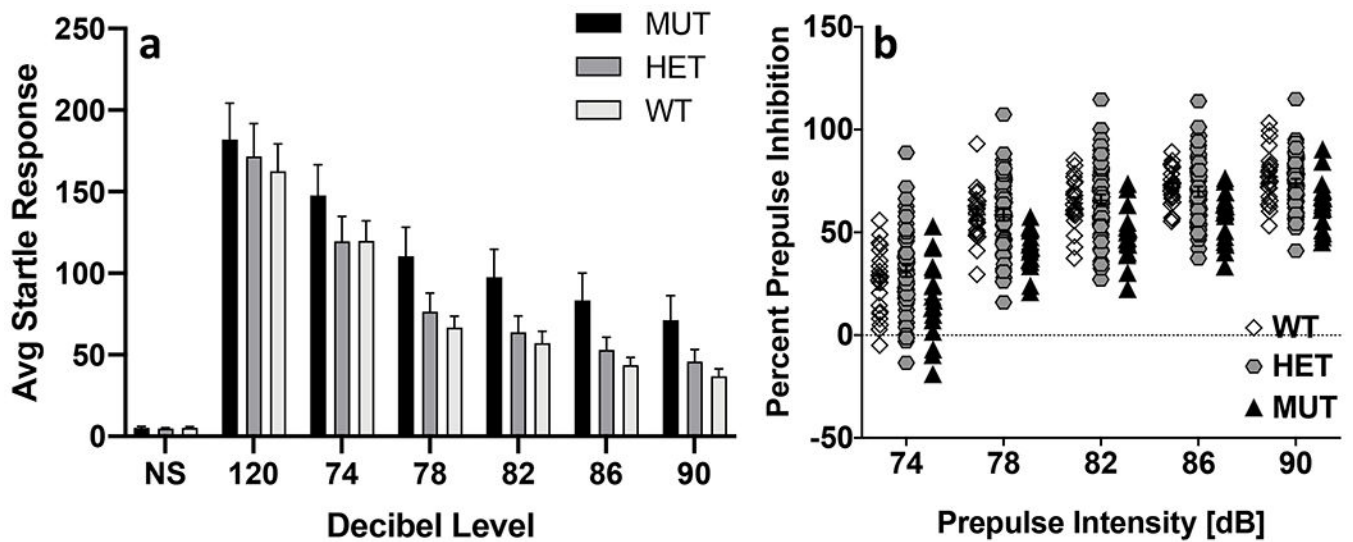 a
MUT
HET
WT
250
200
150
100
50
0
Avg Startle Response
NS 120 74 78 82 86 90
Decibel Level
b
150
100
50
0
-50
Percent Prepulse Inhibition
WT
HET
MUT
74 78 82 86 90
Prepulse Intensity [dB]